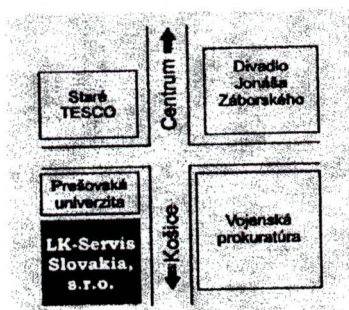 Staré
TESCO
Centrum
Divadlo
Jonáša
Záborského
Prešovská
univerzita
LK-Servis
Slovakia,
s.r.o.
Košice
Vojenská
prokuratúra